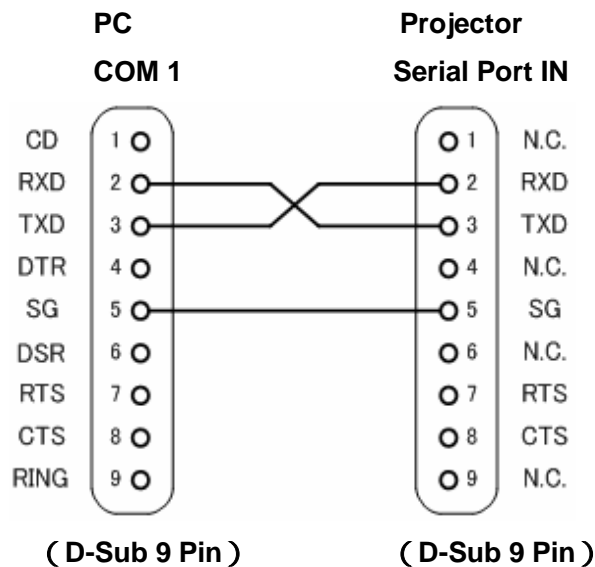 PC Projector
COM 1 Serial Port IN
CD 1 1 N.C.
RXD 2 2 RXD
TXD 3 3 TXD
DTR 4 4 N.C.
SG 5 5 SG
DSR 6 6 N.C.
RTS 7 7 RTS
CTS 8 8 CTS
RING 9 9 N.C.
（D-Sub 9 Pin） （D-Sub 9 Pin）